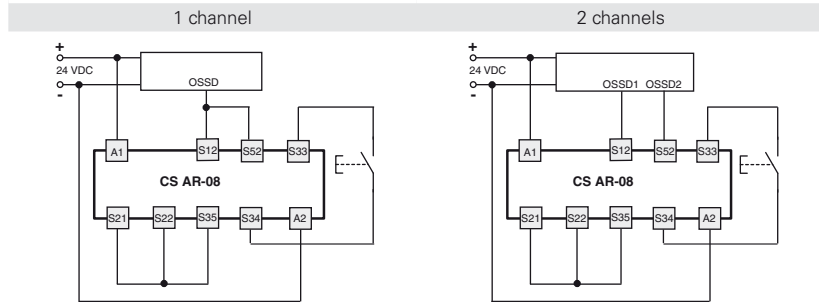 1 channel
2 channels
+
24 VDC
-
OSSD
A1
S12
S52
S33
CS AR-08
S21
S22
S35
S34
A2
+
24 VDC
-
OSSD1 OSSD2
A1
S12
S52
S33
CS AR-08
S21
S22
S35
S34
A2